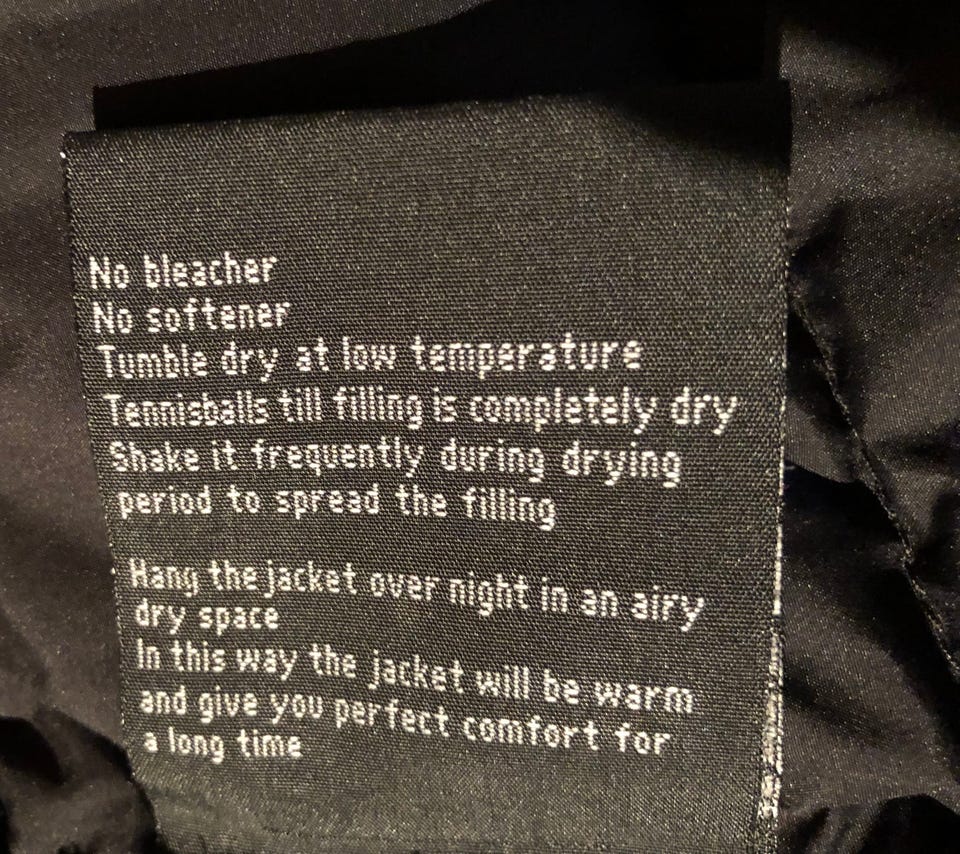 No bleacher
No softener
Tumble dry at low temperature
Tennisballs till filling is completely dry
Shake it frequently during drying
period to spread the filling
Hang the jacket over night in an airy
dry space
In this way the jacket will be warm
and give you perfect comfort for
a long time